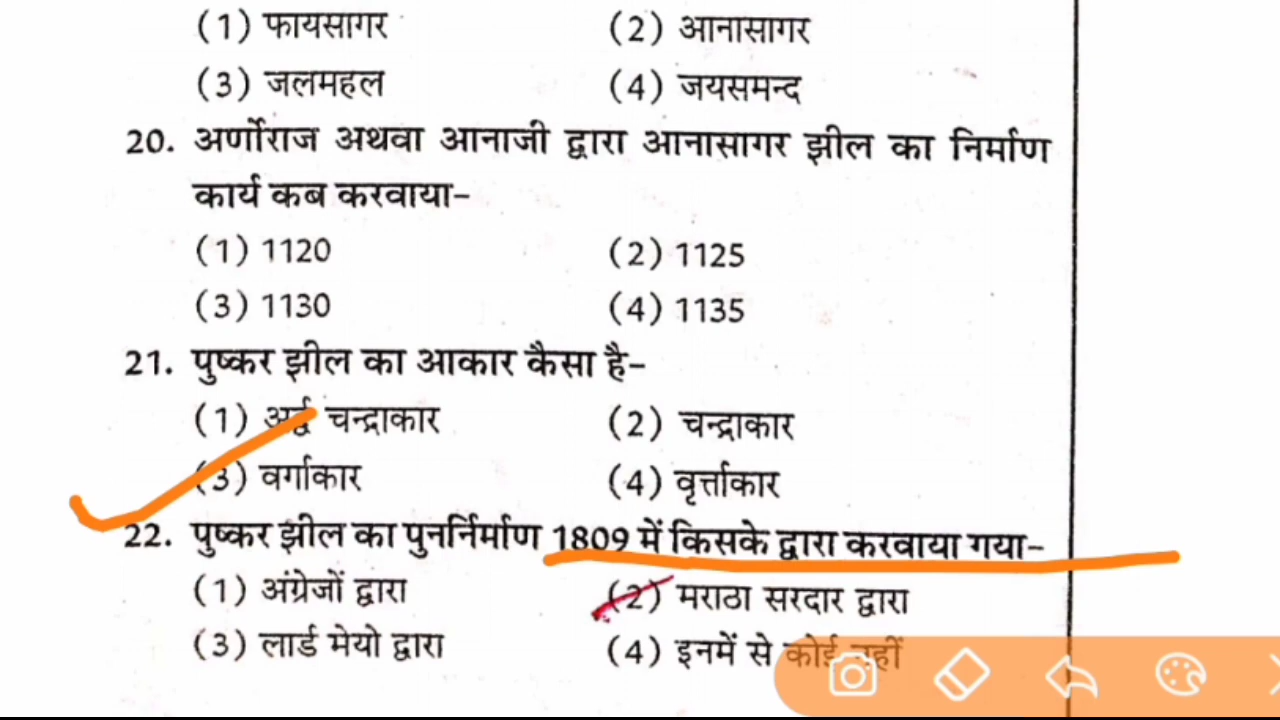 (1) फायसागर (2) आनासागर
(3) जलमहल (4) जयसमन्द
20. अर्णोराज अथवा आनाजी द्वारा आनासागर झील का निर्माण
कार्य कब करवाया-
(1) 1120 (2) 1125
(3) 1130 (4) 1135
21. पुष्कर झील का आकार कैसा है-
(1) अर्द्ध चन्द्राकार (2) चन्द्राकार
(3) वर्गाकार (4) वृर्त्ताकार
22. पुष्कर झील का पुनर्निर्माण 1809 में किसके द्वारा करवाया गया-
(1) अंग्रेजों द्वारा (2) मराठा सरदार द्वारा
(3) लार्ड मेयो द्वारा (4) इनमें से कोई नहीं